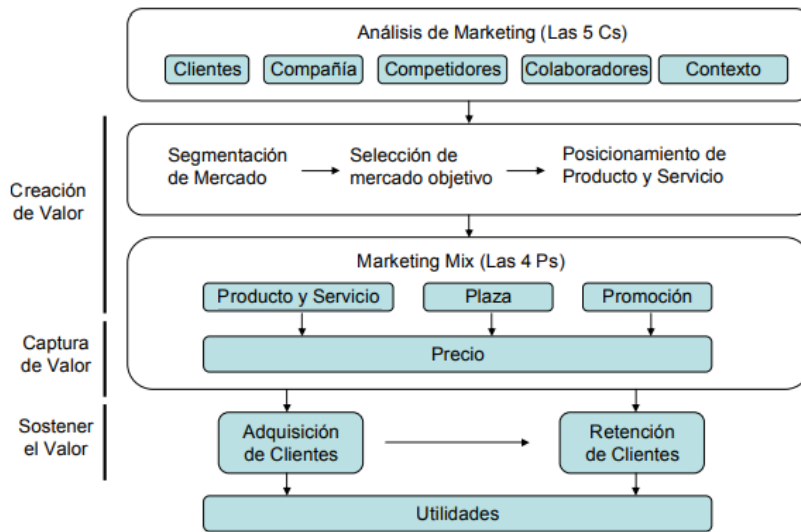 Análisis de Marketing (Las 5 Cs)
Clientes
Compañía
Competidores
Colaboradores
Contexto
Creación
de Valor
Segmentación
de Mercado
Selección de
mercado objetivo
Posicionamiento de
Producto y Servicio
Marketing Mix (Las 4 Ps)
Producto y Servicio
Plaza
Promoción
Captura
de Valor
Precio
Sostener
el Valor
Adquisición
de Clientes
Retención
de Clientes
Utilidades